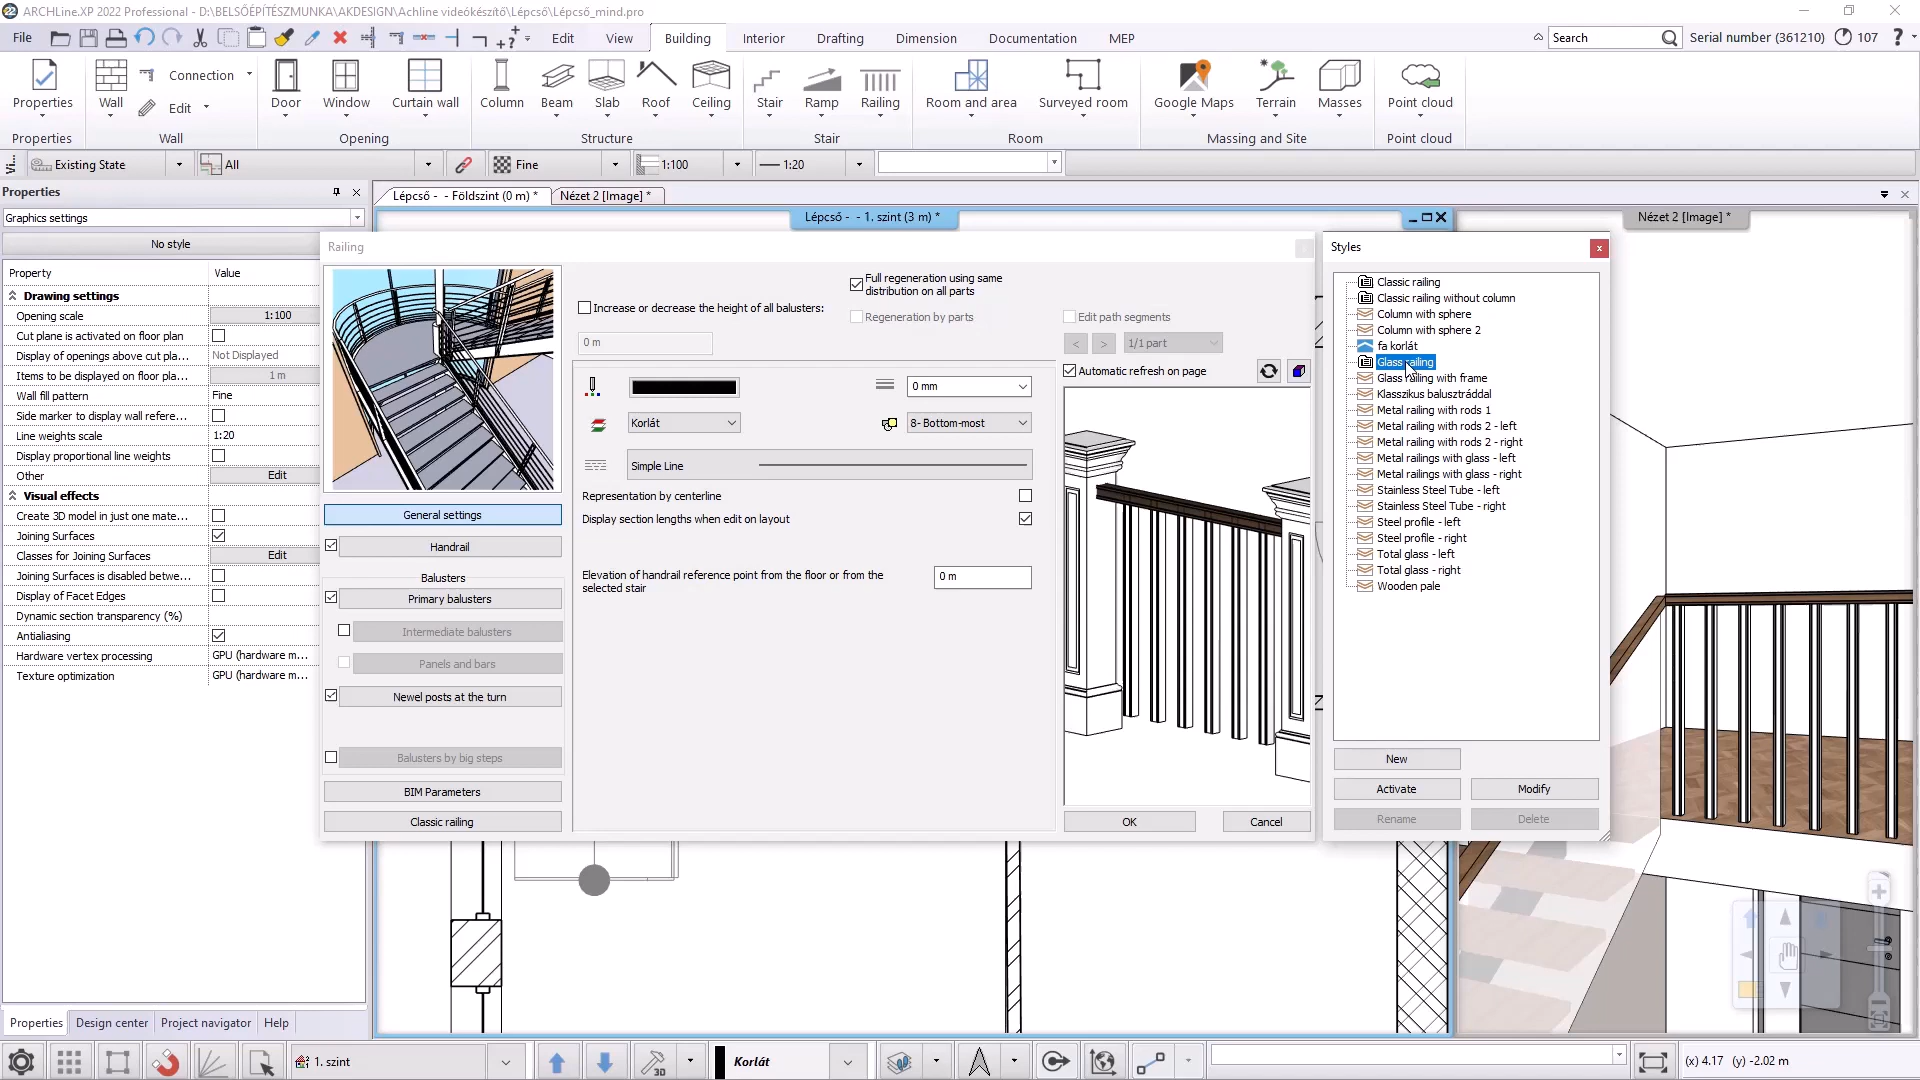 ARCHLine.XP 2022 Professional - D:\BELSŐÉPÍTÉSZMUNKA\AKDESIGN\Achline videókészítő\Lépcső\Lépcső_mind.pro
File
Edit
View
Building
Interior
Drafting
Dimension
Documentation
MEP
Search
Serial number (361210)
107
?
Properties
Wall
Connection
Edit
Door
Window
Curtain wall
Column
Beam
Slab
Roof
Ceiling
Stair
Ramp
Railing
Room and area
Surveyed room
Google Maps
Terrain
Masses
Point cloud
Properties
Wall
Opening
Structure
Stair
Room
Massing and Site
Point cloud
Existing State
All
Fine
1:100
1:20
Properties
Lépcső - - Földszint (0 m) *
Nézet 2 [Image] *
Graphics settings
No style
Lépcső - - 1. szint (3 m) *
Nézet 2 [Image] *
Property
Value
Drawing settings
Opening scale
1:100
Cut plane is activated on floor plan
Display of openings above cut pla...
Not Displayed
Items to be displayed on floor pla...
1 m
Wall fill pattern
Fine
Side marker to display wall refere...
Line weights scale
1:20
Display proportional line weights
Other
Edit
Visual effects
Create 3D model in just one mate...
Joining Surfaces
Classes for Joining Surfaces
Edit
Joining Surfaces is disabled betwe...
Display of Facet Edges
Dynamic section transparency (%)
Antialiasing
Hardware vertex processing
GPU (hardware m...
Texture optimization
GPU (hardware m...
Railing
General settings
Handrail
Balusters
Primary balusters
Intermediate balusters
Panels and bars
Newel posts at the turn
Balusters by big steps
BIM Parameters
Classic railing
Increase or decrease the height of all balusters:
0 m
Full regeneration using same
distribution on all parts
Regeneration by parts
Edit path segments
<
>
1/1 part
Automatic refresh on page
0 mm
Korlát
8- Bottom-most
Simple Line
Representation by centerline
Display section lengths when edit on layout
Elevation of handrail reference point from the floor or from the
selected stair
0 m
OK
Cancel
Styles
Classic railing
Classic railing without column
Column with sphere
Column with sphere 2
fa korlát
Glass railing
Glass railing with frame
Klasszikus balusztráddal
Metal railing with rods 1
Metal railing with rods 2 - left
Metal railing with rods 2 - right
Metal railings with glass - left
Metal railings with glass - right
Stainless Steel Tube - left
Stainless Steel Tube - right
Steel profile - left
Steel profile - right
Total glass - left
Total glass - right
Wooden pale
New
Activate
Modify
Rename
Delete
Properties
Design center
Project navigator
Help
1. szint
3D
Korlát
(x) 4.17 (y) -2.02 m